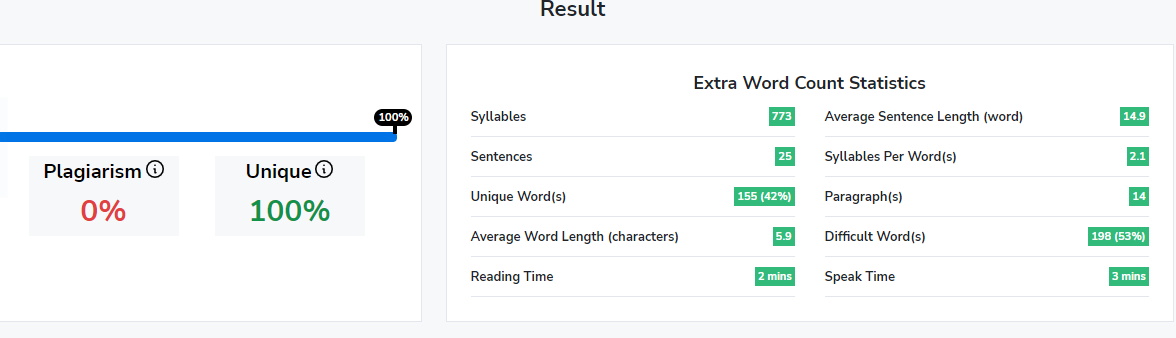 Result
100%
Plagiarism
0%
Unique
100%
Extra Word Count Statistics
Syllables 773
Average Sentence Length (word) 14.9
Sentences 25
Syllables Per Word(s) 2.1
Unique Word(s) 155 (42%)
Paragraph(s) 14
Average Word Length (characters) 5.9
Difficult Word(s) 198 (53%)
Reading Time 2 mins
Speak Time 3 mins